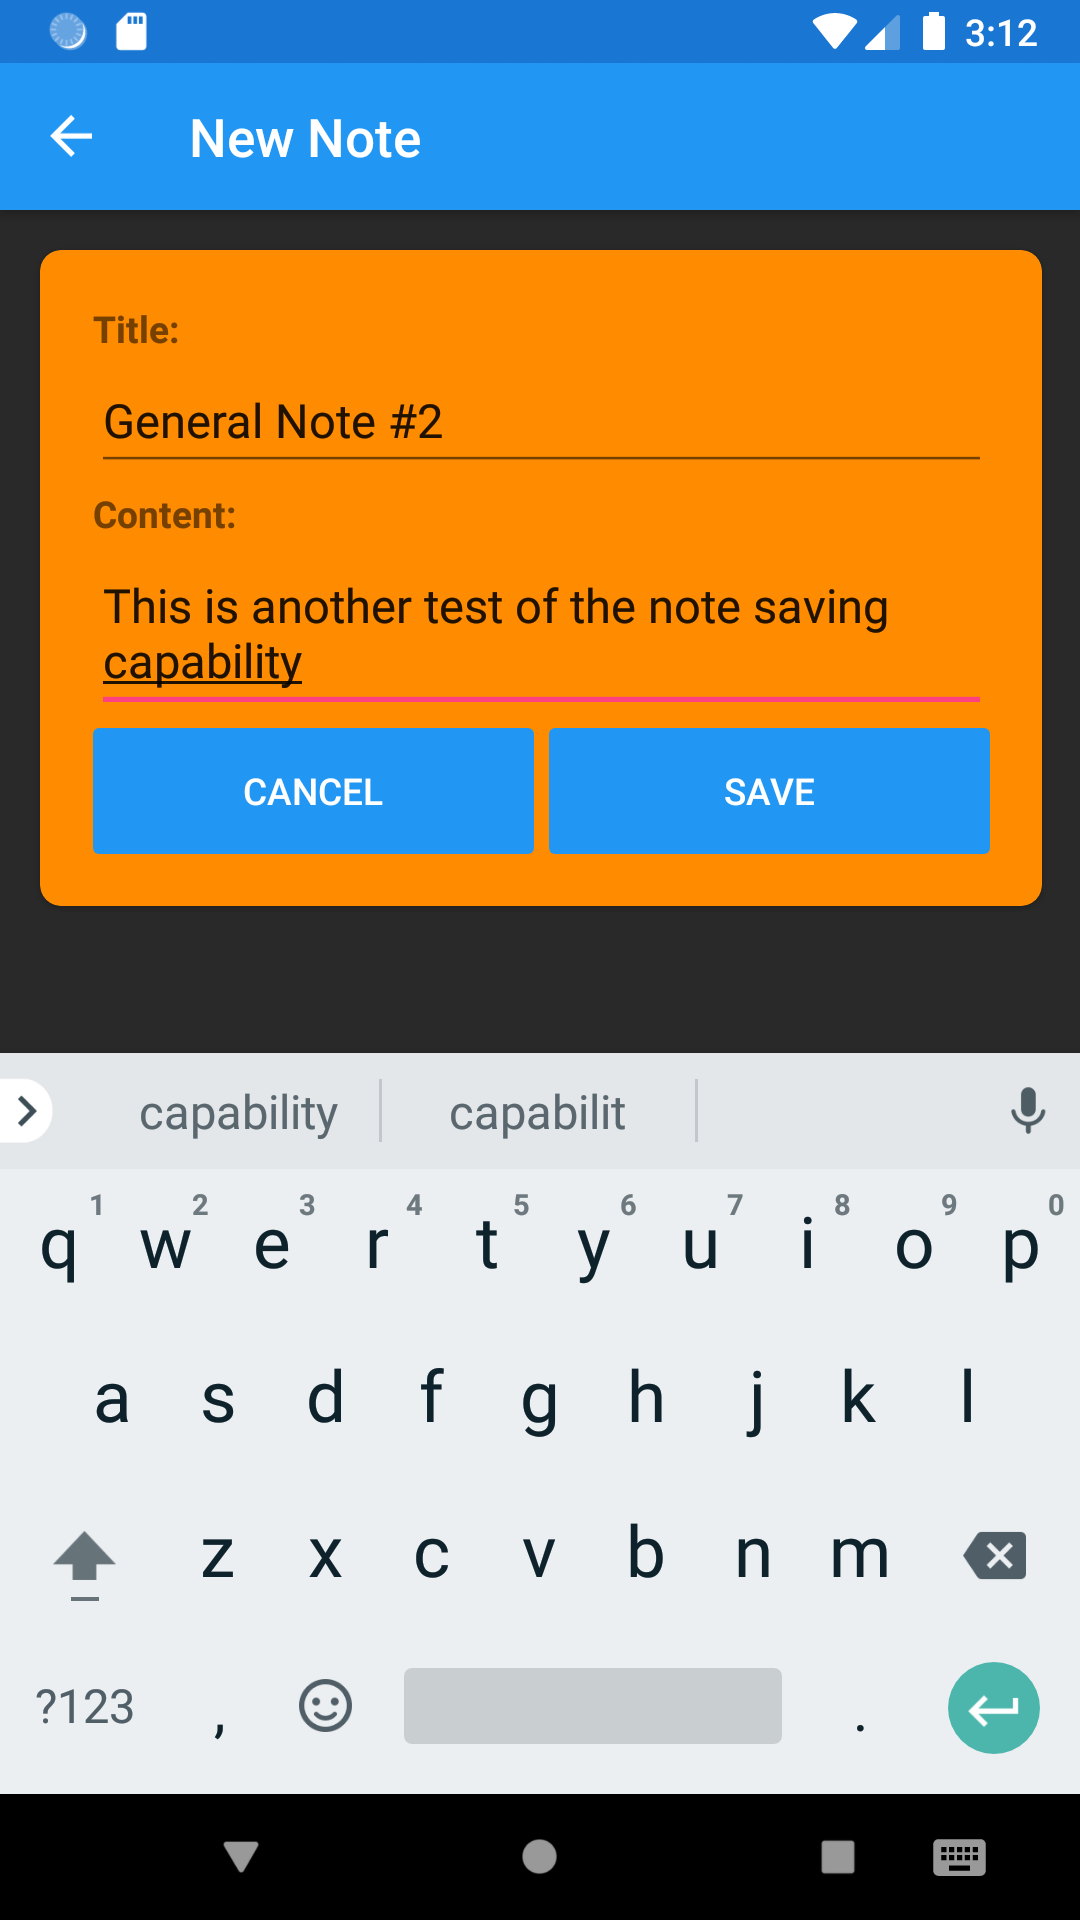 3:12
New Note
Title:
General Note #2
Content:
This is another test of the note saving
capability
CANCEL SAVE
capability capabilit
1 2 3 4 5 6 7 8 9 0
q w e r t y u i o p
a s d f g h j k l
z x c v b n m
?123 , .